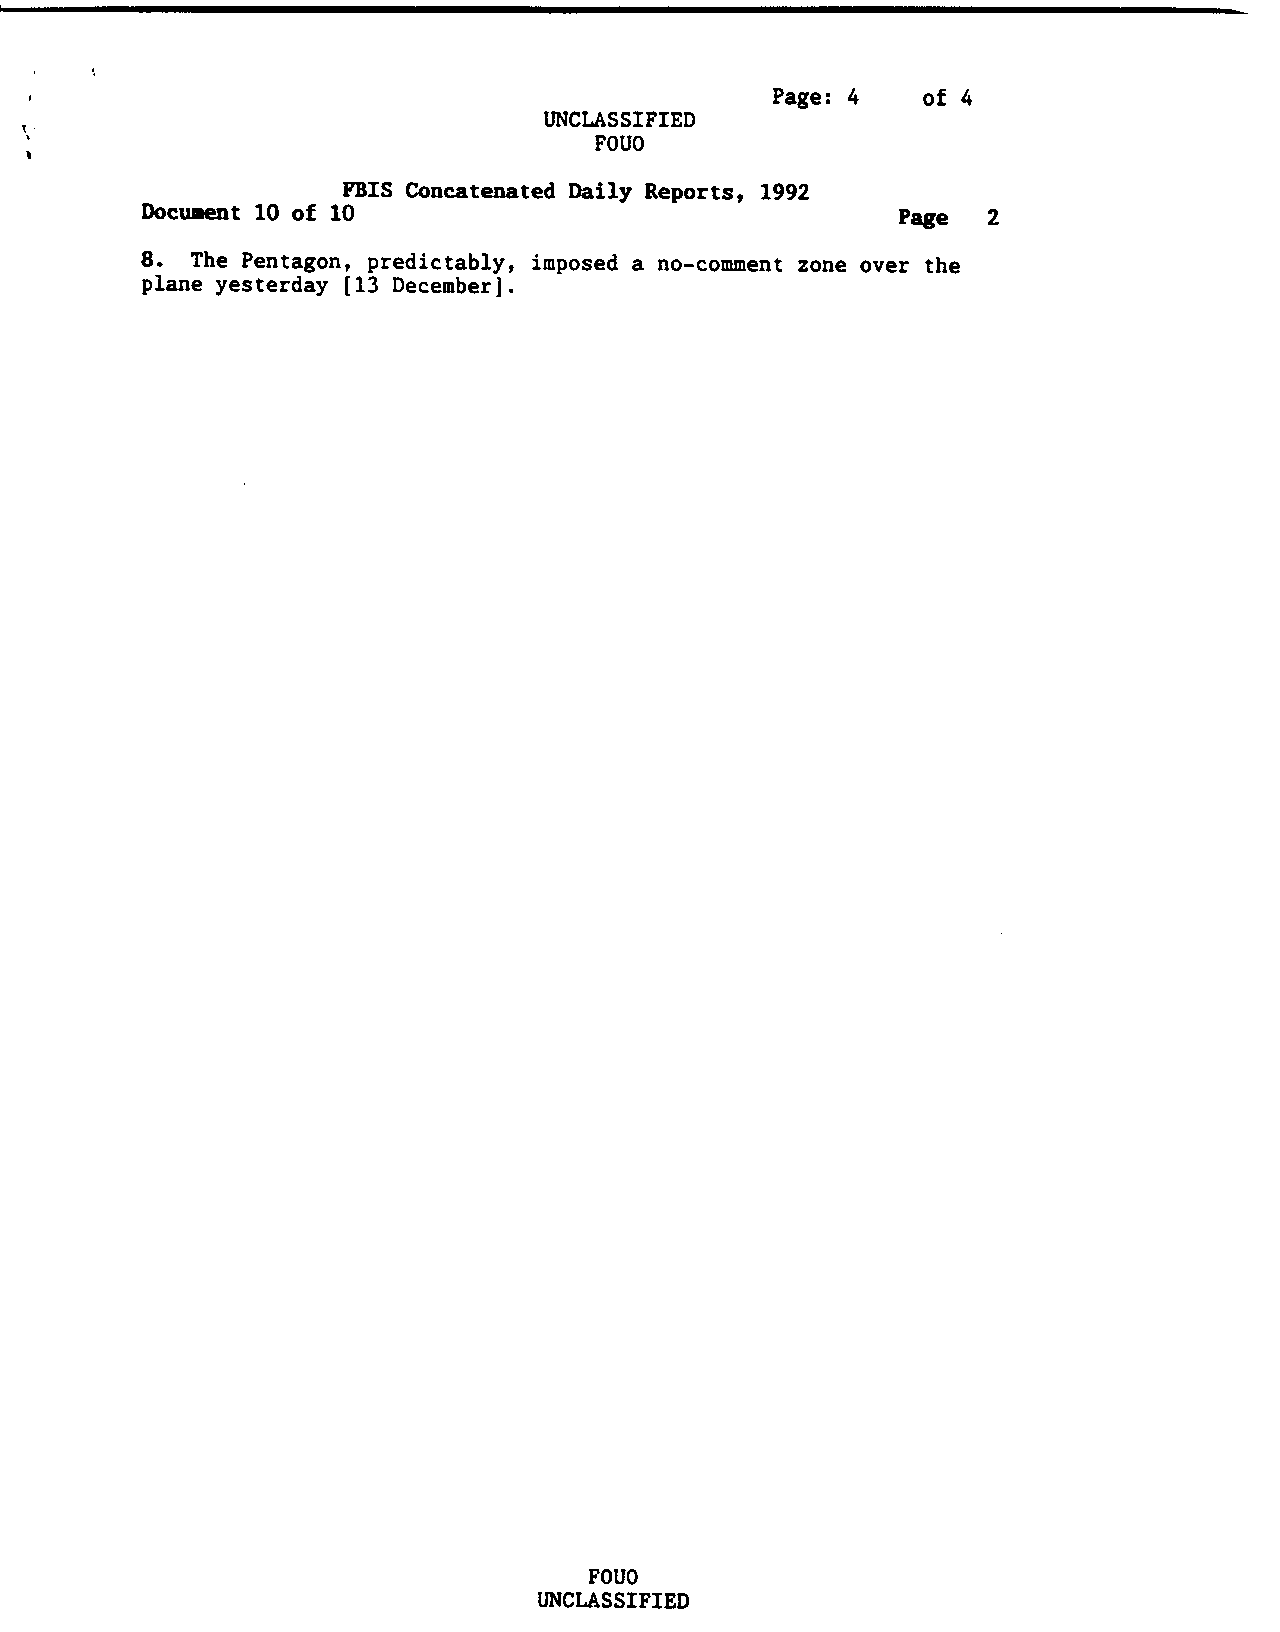 Page: 4 of 4
UNCLASSIFIED
FOUO
FBIS Concatenated Daily Reports, 1992
Document 10 of 10 Page 2
8. The Pentagon, predictably, imposed a no-comment zone over the
plane yesterday [13 December].
FOUO
UNCLASSIFIED